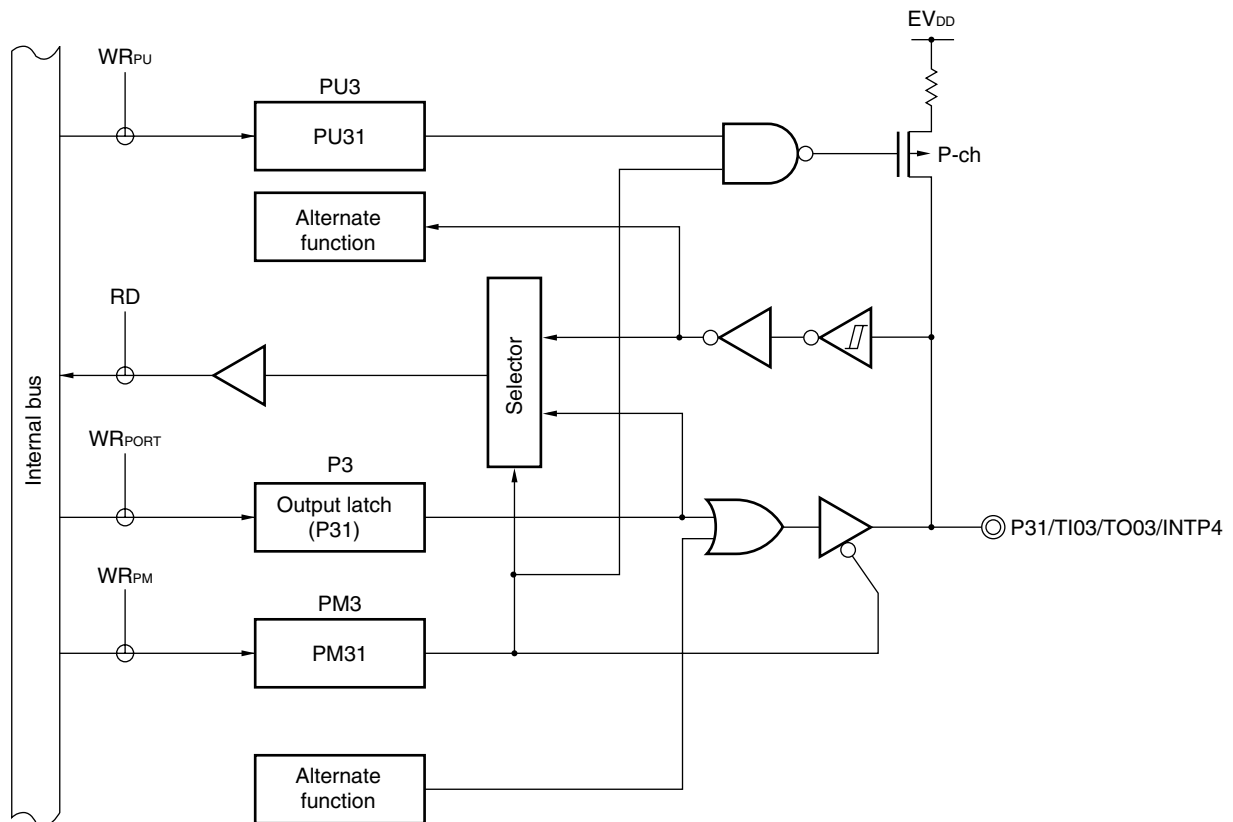 EVDD
WRPU
PU3
PU31
P-ch
Alternate
function
RD
Selector
Internal bus
WRPORT
P3
Output latch
(P31)
P31/TI03/TO03/INTP4
WRPM
PM3
PM31
Alternate
function